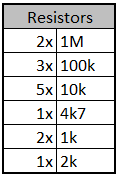 Resistors
2x 1M
3x 100k
5x 10k
1x 4k7
2x 1k
1x 2k